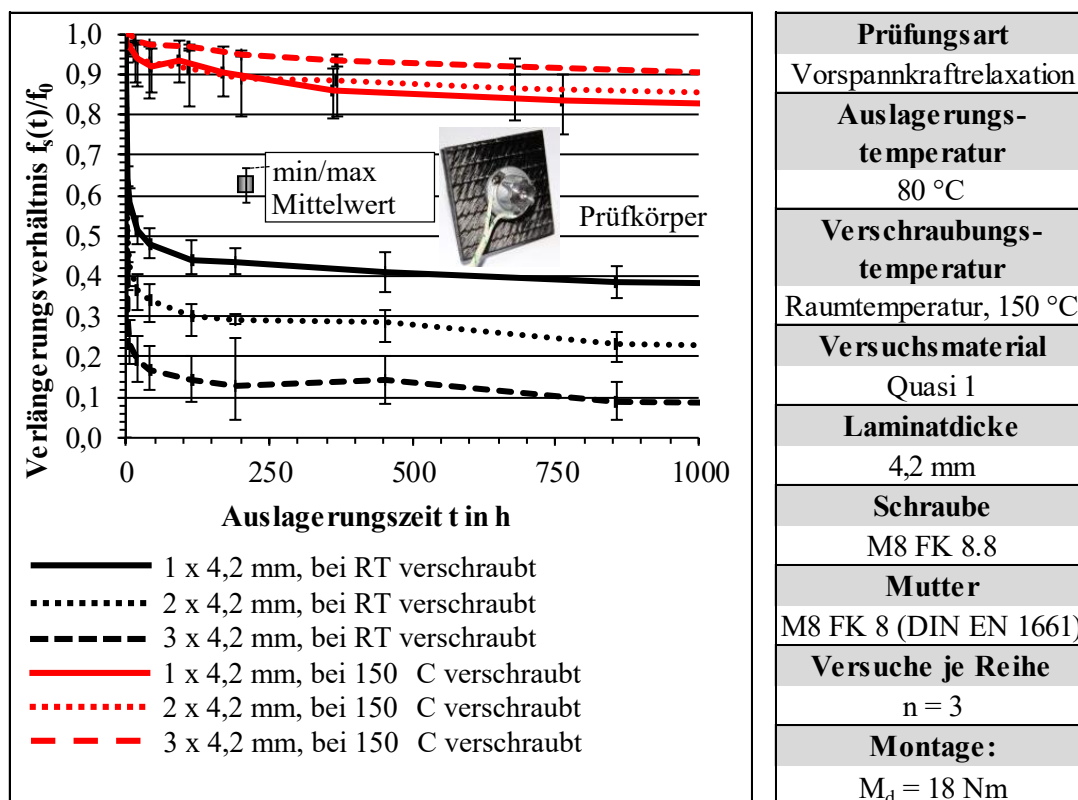 Verlängerungsverhältnis fs(t)/f0
1,0
0,9
0,8
0,7
0,6
0,5
0,4
0,3
0,2
0,1
0,0
min/max
Mittelwert
Prüfkörper
0
250
500
750
1000
Auslagerungszeit t in h
1 x 4,2 mm, bei RT verschraubt
2 x 4,2 mm, bei RT verschraubt
3 x 4,2 mm, bei RT verschraubt
1 x 4,2 mm, bei 150 C verschraubt
2 x 4,2 mm, bei 150 C verschraubt
3 x 4,2 mm, bei 150 C verschraubt
Prüfungsart
Vorspannkraftrelaxation
Auslagerungs-
temperatur
80 °C
Verschraubungs-
temperatur
Raumtemperatur, 150 °C
Versuchsmaterial
Quasi 1
Laminatdicke
4,2 mm
Schraube
M8 FK 8.8
Mutter
M8 FK 8 (DIN EN 1661)
Versuche je Reihe
n = 3
Montage:
Md = 18 Nm